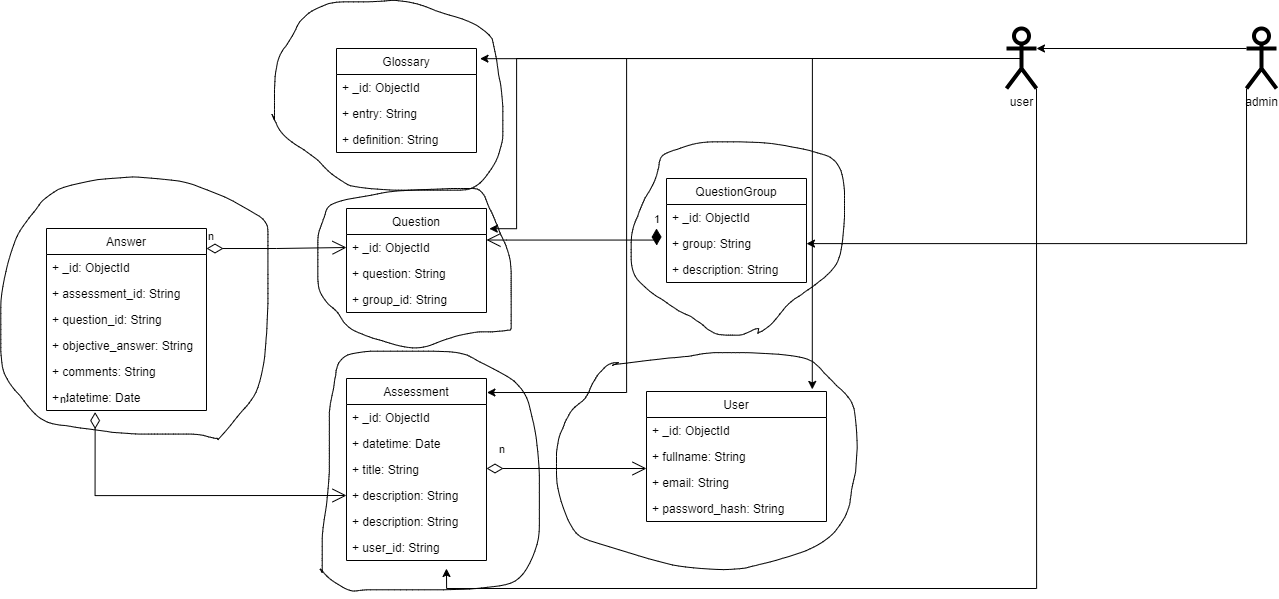 Glossary
+ _id: ObjectId
+ entry: String
+ definition: String
user
admin
Question
+ _id: ObjectId
+ question: String
+ group_id: String
1
QuestionGroup
+ _id: ObjectId
+ group: String
+ description: String
n
Answer
+ _id: ObjectId
+ assessment_id: String
+ question_id: String
+ objective_answer: String
+ comments: String
+ datetime: Date
n
Assessment
+ _id: ObjectId
+ datetime: Date
+ title: String
+ description: String
+ description: String
+ user_id: String
n
User
+ _id: ObjectId
+ fullname: String
+ email: String
+ password_hash: String